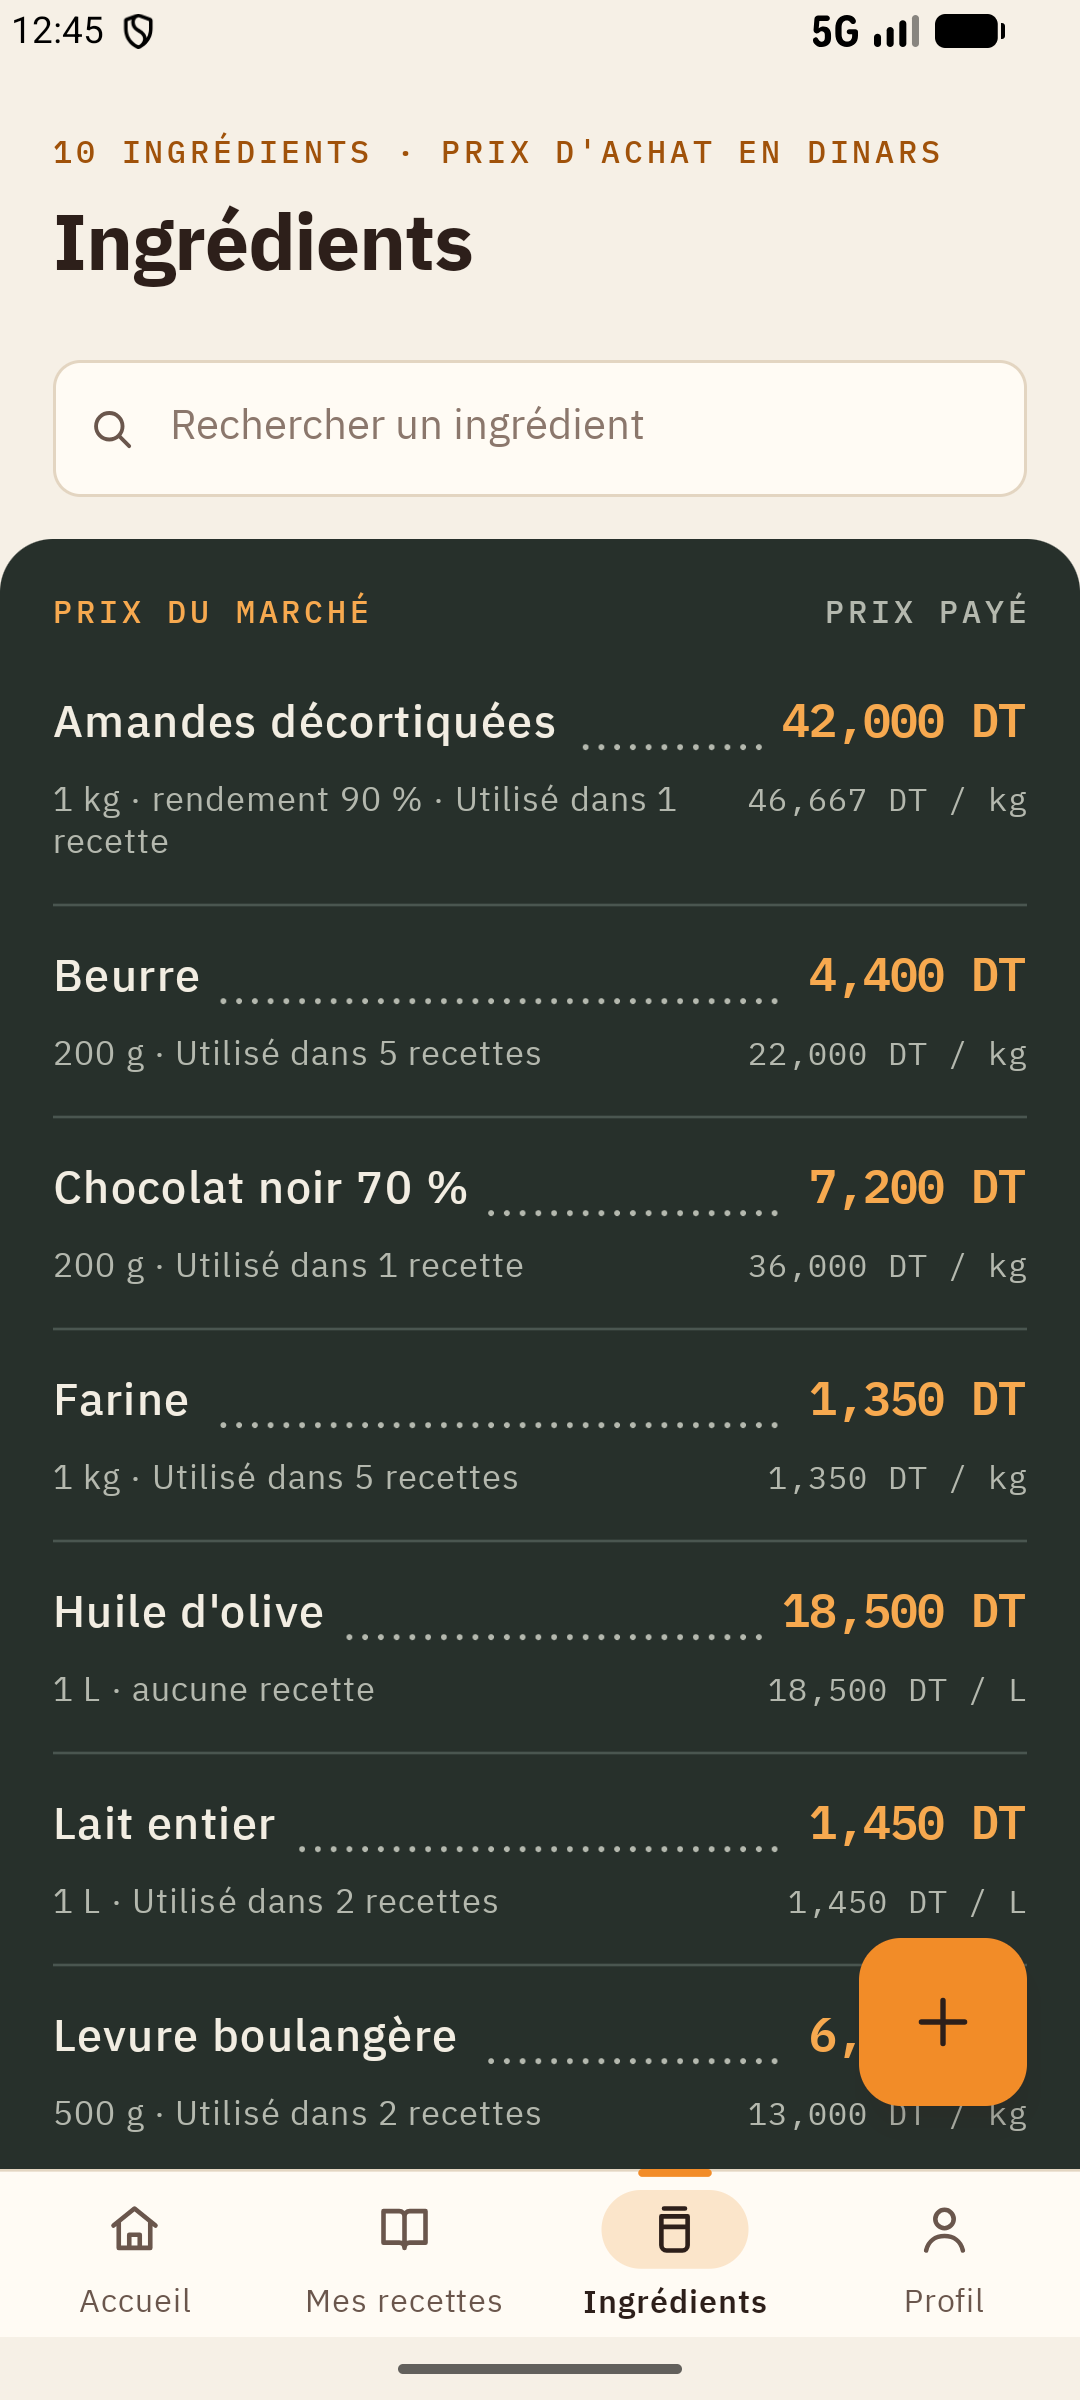 12:45
5G
10 INGRÉDIENTS · PRIX D'ACHAT EN DINARS
Ingrédients
Rechercher un ingrédient
PRIX DU MARCHÉ PRIX PAYÉ
Amandes décortiquées 42,000 DT
1 kg · rendement 90 % · Utilisé dans 1 46,667 DT / kg
recette
Beurre 4,400 DT
200 g · Utilisé dans 5 recettes 22,000 DT / kg
Chocolat noir 70 % 7,200 DT
200 g · Utilisé dans 1 recette 36,000 DT / kg
Farine 1,350 DT
1 kg · Utilisé dans 5 recettes 1,350 DT / kg
Huile d'olive 18,500 DT
1 L · aucune recette 18,500 DT / L
Lait entier 1,450 DT
1 L · Utilisé dans 2 recettes 1,450 DT / L
Levure boulangère 6,
500 g · Utilisé dans 2 recettes 13,000 DT / kg
Accueil
Mes recettes
Ingrédients
Profil